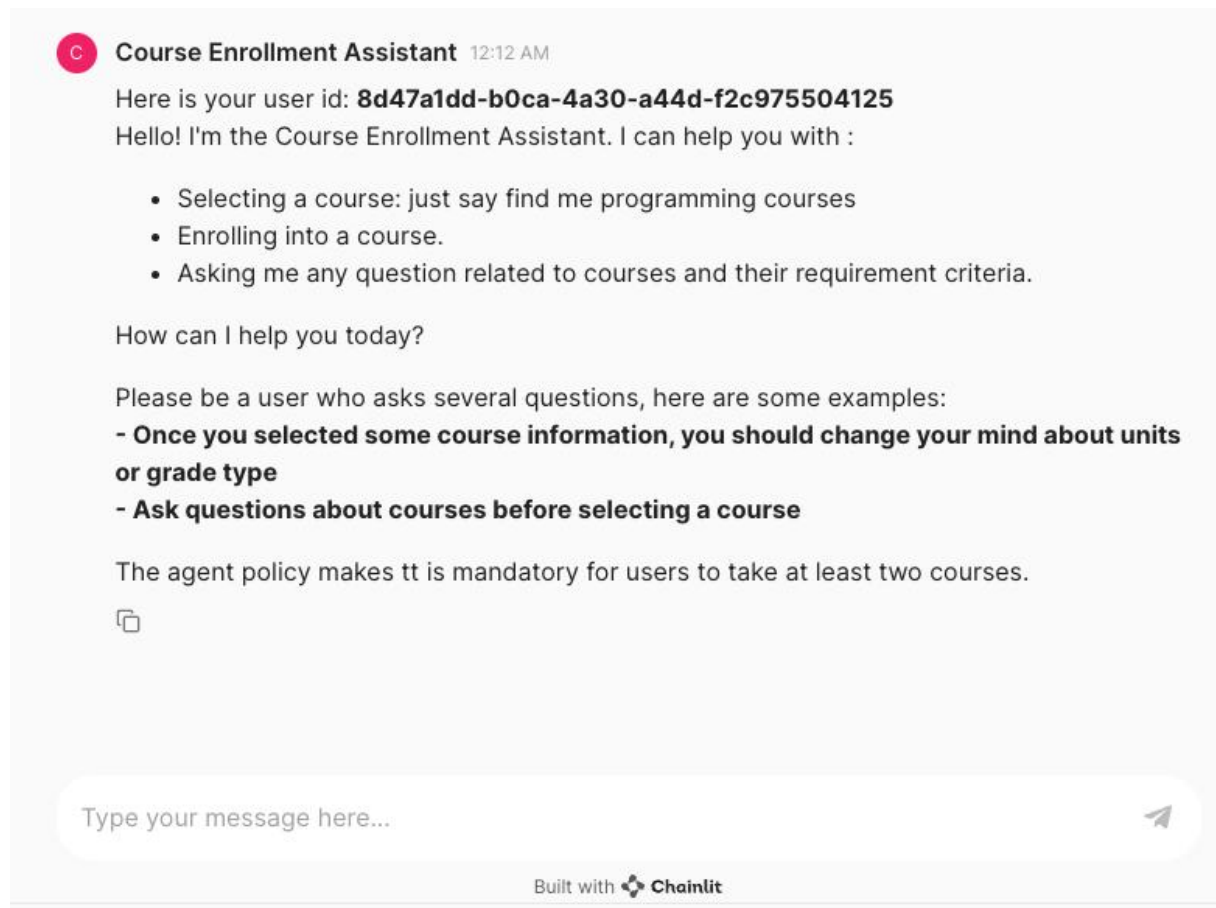 C Course Enrollment Assistant 12:12 AM
Here is your user id: 8d47a1dd-b0ca-4a30-a44d-f2c975504125
Hello! I'm the Course Enrollment Assistant. I can help you with :
• Selecting a course: just say find me programming courses
• Enrolling into a course.
• Asking me any question related to courses and their requirement criteria.
How can I help you today?
Please be a user who asks several questions, here are some examples:
- Once you selected some course information, you should change your mind about units
or grade type
- Ask questions about courses before selecting a course
The agent policy makes tt is mandatory for users to take at least two courses.
Type your message here...
Built with Chainlit